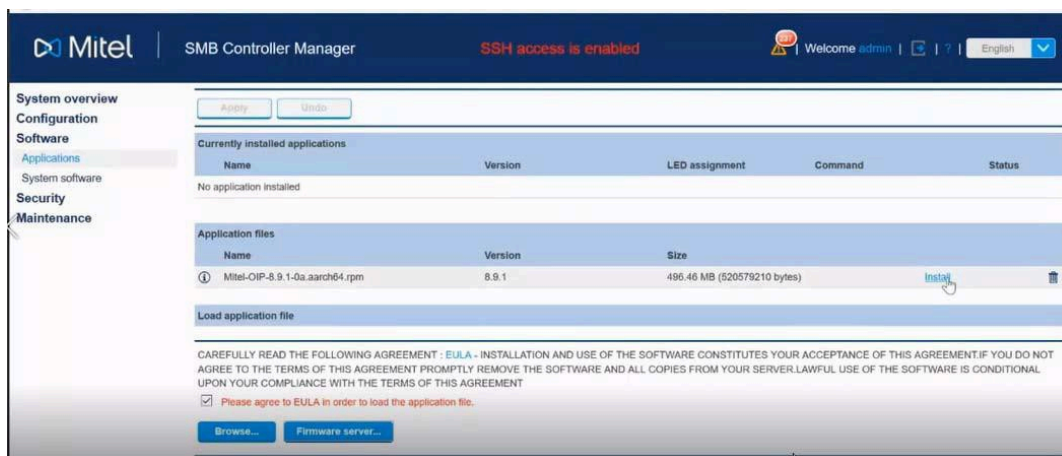 Mitel | SMB Controller Manager SSH access is enabled Welcome admin | | ? | English
System overview
Configuration
Software
Applications
System software
Security
Maintenance
Apply Undo
Currently installed applications
Name Version LED assignment Command Status
No application installed
Application files
Name Version Size
Mitel-OIP-8.9.1-0a.aarch64.rpm 8.9.1 496.46 MB (520579210 bytes) Install
Load application file
CAREFULLY READ THE FOLLOWING AGREEMENT : EULA - INSTALLATION AND USE OF THE SOFTWARE CONSTITUTES YOUR ACCEPTANCE OF THIS AGREEMENT.IF YOU DO NOT
AGREE TO THE TERMS OF THIS AGREEMENT PROMPTLY REMOVE THE SOFTWARE AND ALL COPIES FROM YOUR SERVER.LAWFUL USE OF THE SOFTWARE IS CONDITIONAL
UPON YOUR COMPLIANCE WITH THE TERMS OF THIS AGREEMENT
Please agree to EULA in order to load the application file.
Browse... Firmware server...